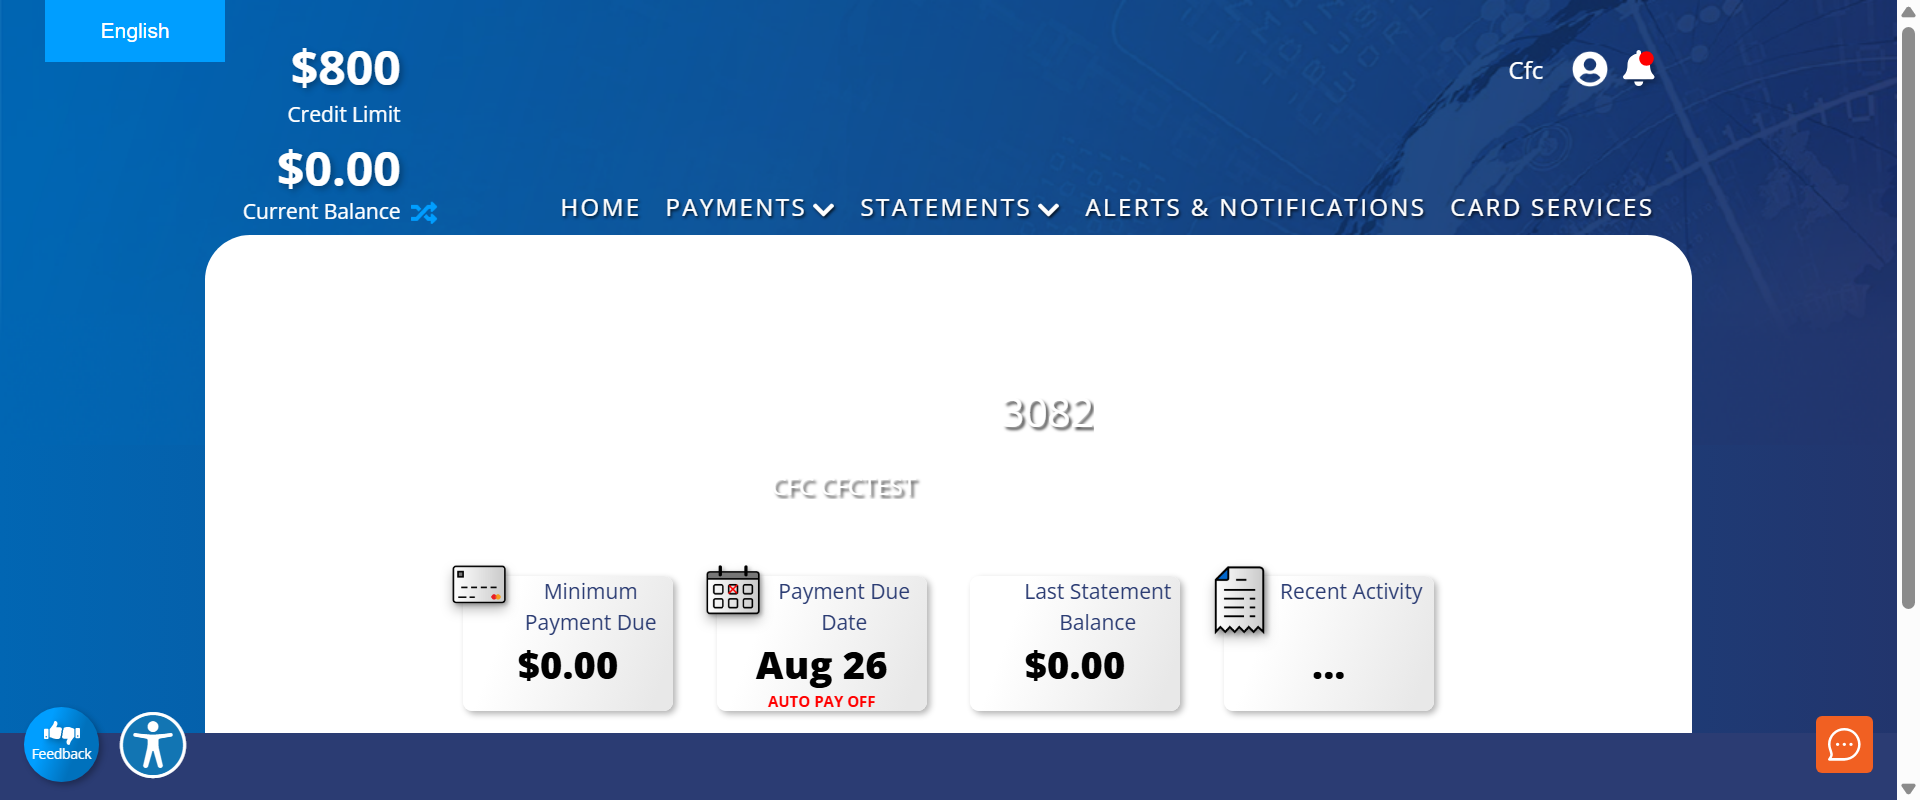 English
$800
Credit Limit
$0.00
Current Balance
Cfc
HOME PAYMENTS STATEMENTS ALERTS & NOTIFICATIONS CARD SERVICES
3082
CFC CFCTEST
Minimum
Payment Due
$0.00
Payment Due
Date
Aug 26
AUTO PAY OFF
Last Statement
Balance
$0.00
Recent Activity
...
Feedback